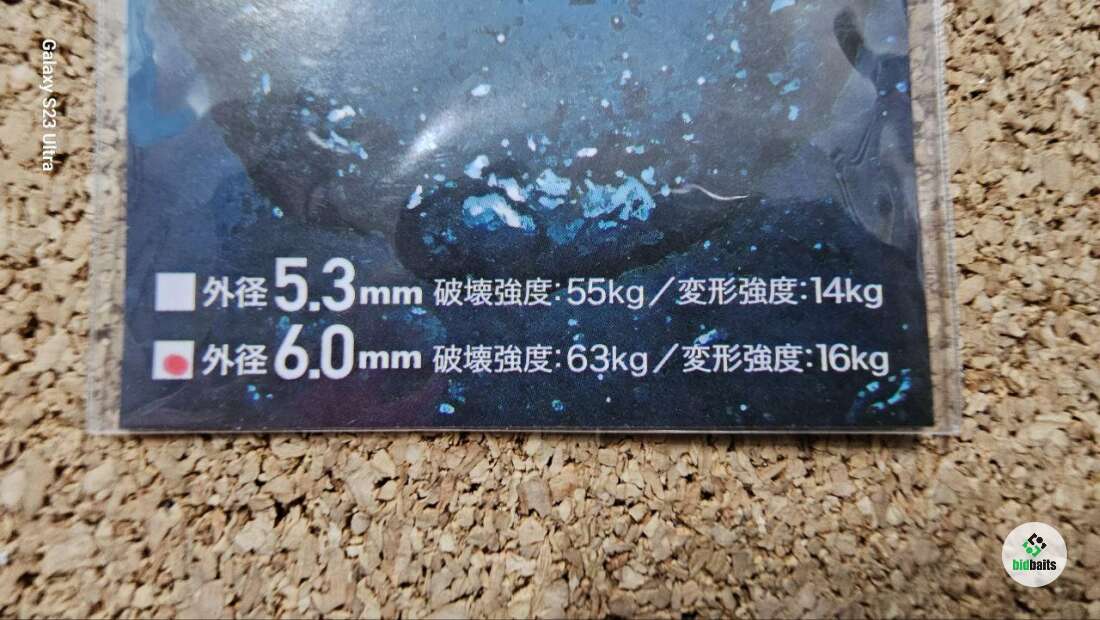 Galaxy S23 Ultra
外径5.3mm 破壊強度：55kg／変形強度：14kg
外径6.0mm 破壊強度：63kg／変形強度：16kg
bidbaits